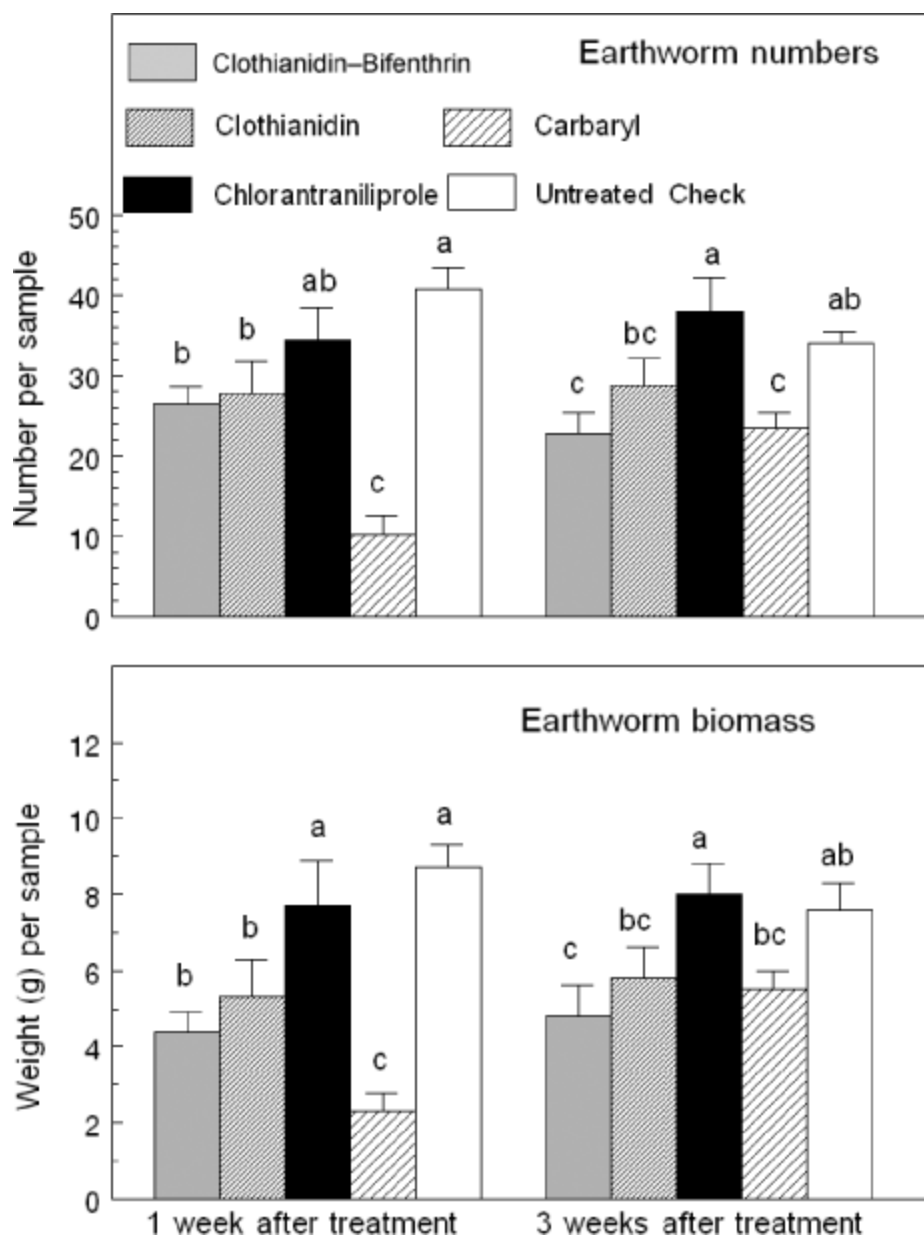 Earthworm numbers
Clothianidin–Bifenthrin
Clothianidin
Carbaryl
Chlorantraniliprole
Untreated Check
Number per sample
50
40
30
20
10
0
b
b
ab
c
a
c
bc
a
c
ab
Earthworm biomass
Weight (g) per sample
12
10
8
6
4
2
0
b
b
a
c
a
c
bc
a
bc
ab
1 week after treatment
3 weeks after treatment